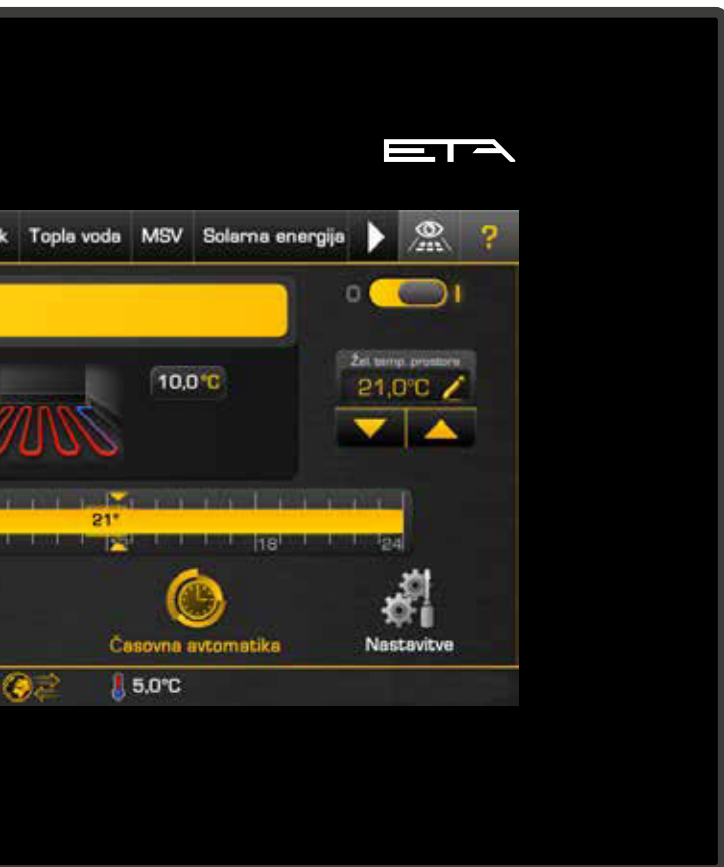 ETA
k Topla voda MSV Solarna energija ?
O I
10,0°C
Žel. temp. prostora
21,0°C
21°
12 18 24
Časovna avtomatika
Nastavitve
5,0°C